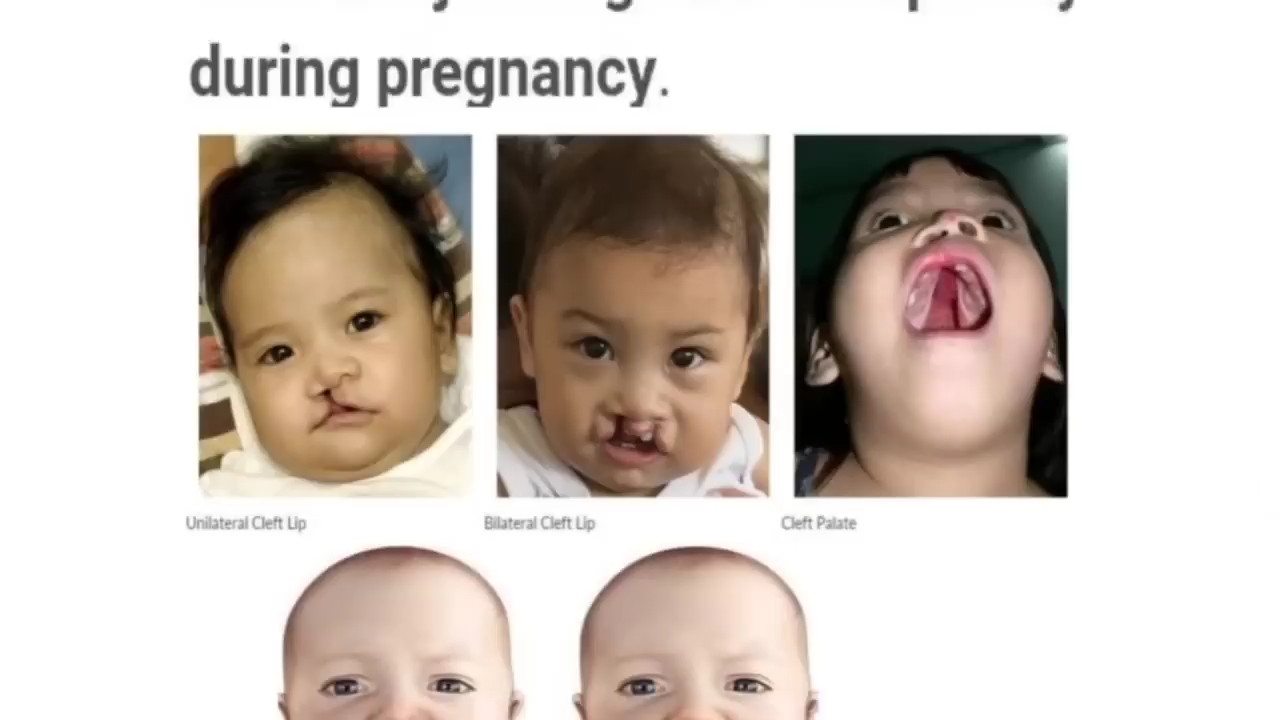 during pregnancy.
Unilateral Cleft Lip
Bilateral Cleft Lip
Cleft Palate